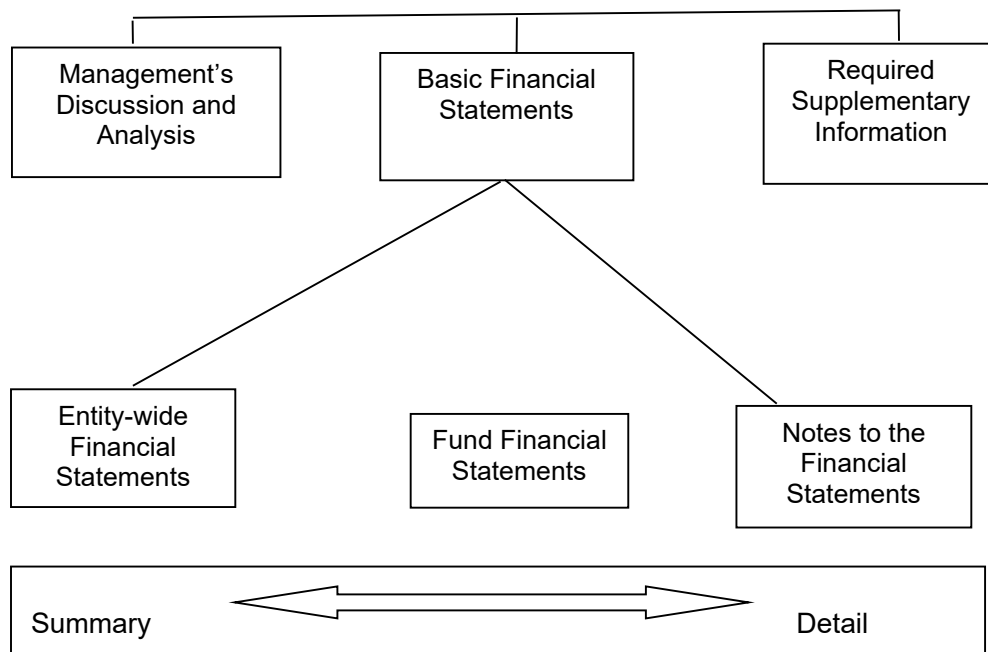 Management’s
Discussion and
Analysis
Basic Financial
Statements
Required
Supplementary
Information
Entity-wide
Financial
Statements
Fund Financial
Statements
Notes to the
Financial
Statements
Summary
Detail